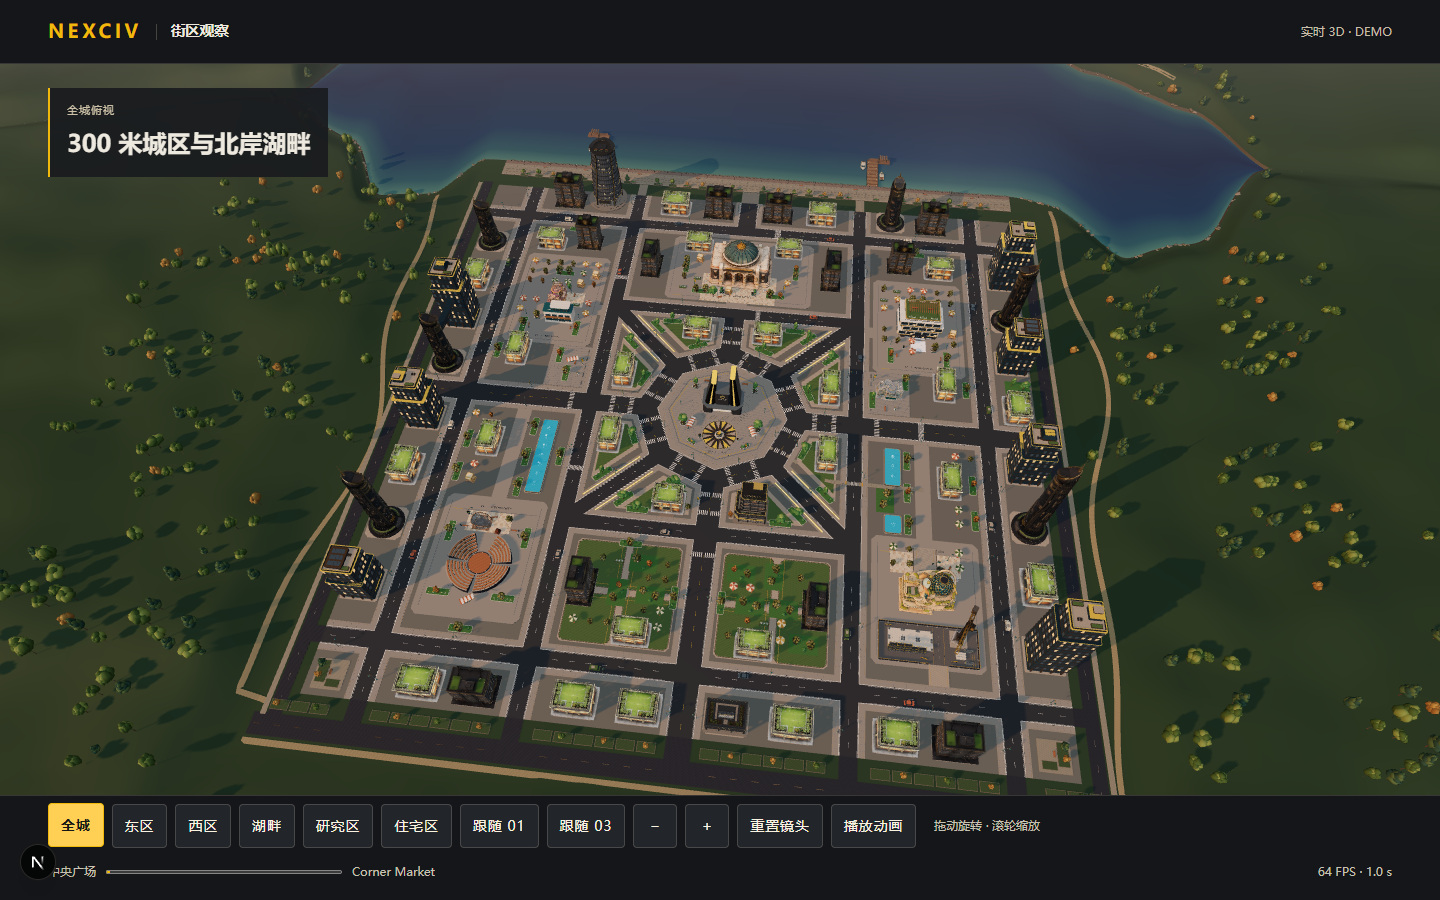 NEXCIV
街区观察
实时 3D · DEMO
全城俯视
300 米城区与北岸湖畔
全城
东区
西区
湖畔
研究区
住宅区
跟随 01
跟随 03
−
+
重置镜头
播放动画
拖动旋转 · 滚轮缩放
N
中央广场
Corner Market
64 FPS · 1.0 s